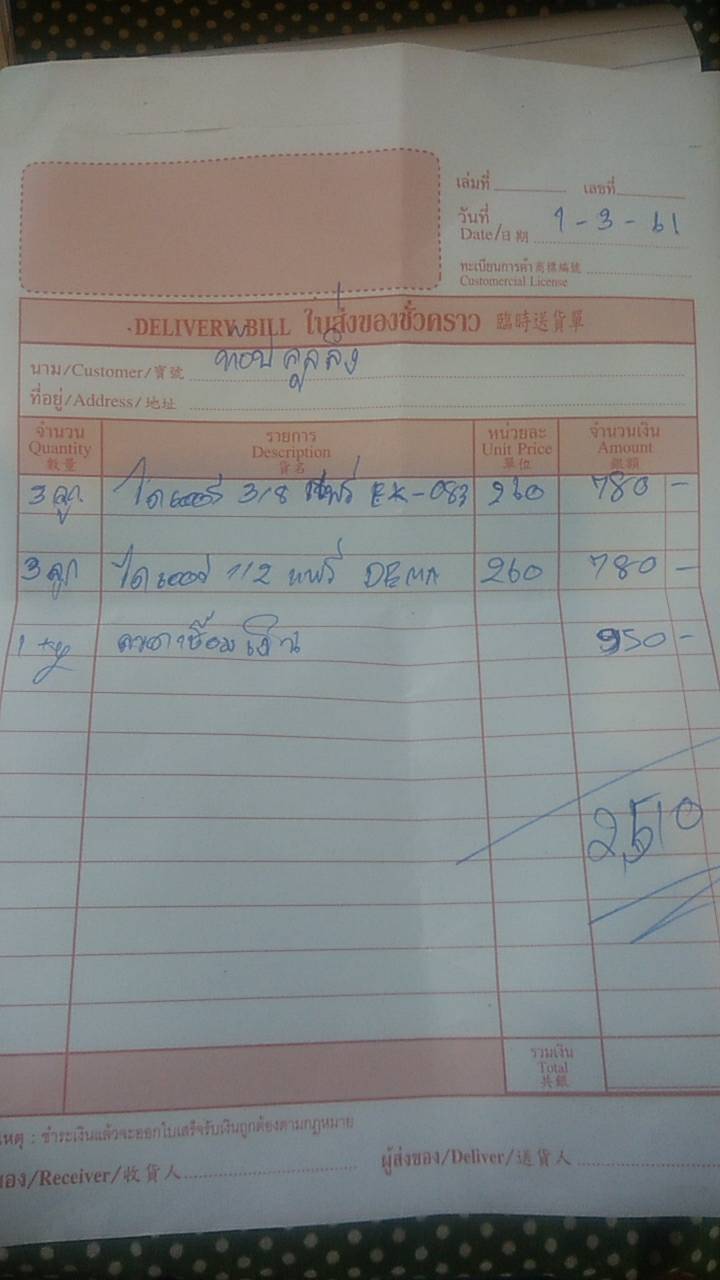 เล่มที่ เลขที่
วันที่ 1-3-61
Date/日期
ทะเบียนการค้า 商標編號
Customercial License
DELIVERY BILL ใบส่งของชั่วคราว 臨時送貨單
นาม/Customer/寶號 ท๊อปคูลลิ่ง
ที่อยู่/Address/地址
จำนวน รายการ หน่วยละ จำนวนเงิน
Quantity Description Unit Price Amount
數量 貨名 單位 銀額
3 ลูก ไดเออร์ 3/8 แฟร์ EK-083 260 780 -
3 ลูก ไดเออร์ 1/2 แฟร์ DEMA 260 780 -
1 ลวดเชื่อมเงิน 950 -
2,510
รวมเงิน
Total
共銀
เหตุ : ชำระเงินแล้วจะออกใบเสร็จรับเงินถูกต้องตามกฎหมาย
ของ/Receiver/收貨人 ผู้ส่งของ/Deliver/送貨人